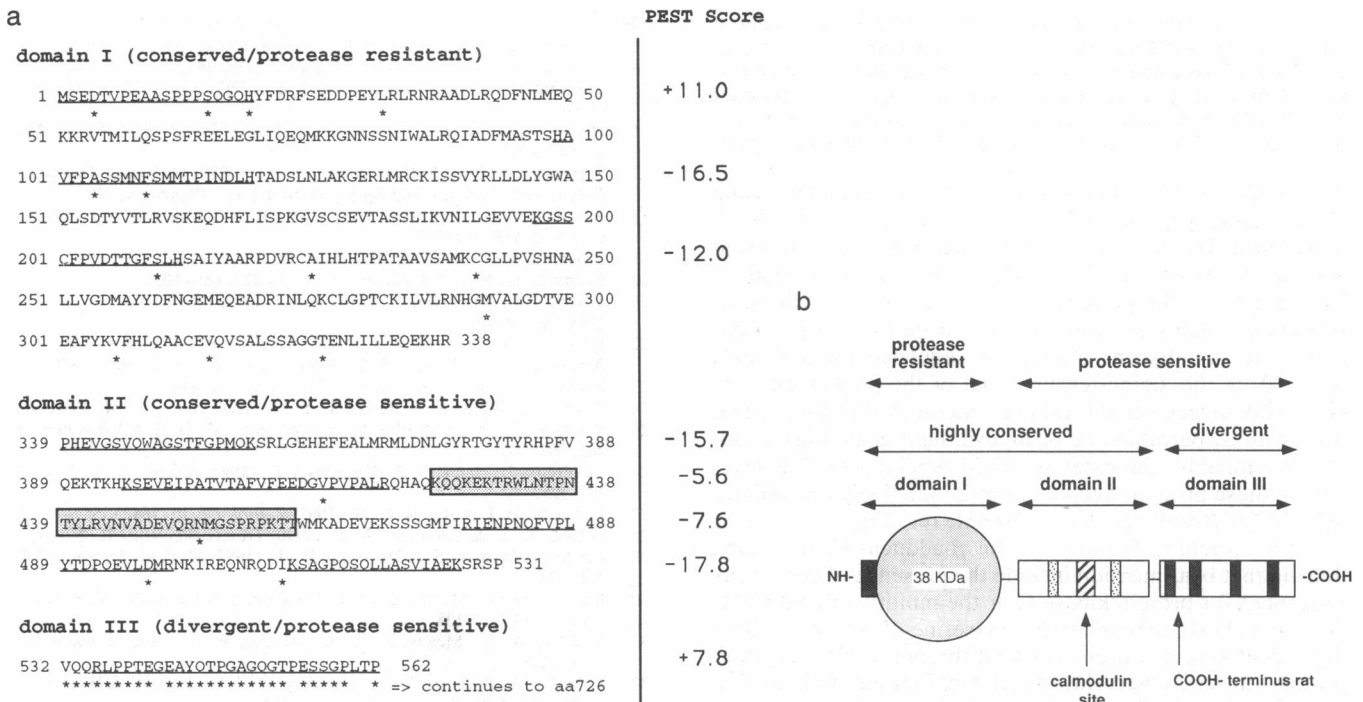 a
PEST Score
domain I (conserved/protease resistant)
1 MSEDTVPEAASPPPSQGQHYFDRFSEDDPEYLRLRNRAADLRQDFNLMEQ 50
+11.0
* * * *
51 KKRVTMILQSPSFREELEGLIQEQMKKGNNSSNIWALRQIADFMASTSHA 100
101 VFPASSMNFSMMTPINDLHTADSLNLAKGERLMRCKISSVYRLLDLYGWA 150
-16.5
* *
151 QLSDTYVTLRVSKEQDHFLISPKGVSCSEVTASSLIKVNILGEVVEKGSS 200
201 CFPVDTTGFSLHSAIYAARPDVRCAIHLHTPATAAVSAMKCGLLPVSHNA 250
-12.0
* * *
251 LLVGDMAYYDFNGEMEQEADRINLQKCLGPTCKILVLRNHGMVALGDTVE 300
*
301 EAFYKVFHLQAACEVQVSALSSAGGTENLILLEQEKHR 338
* * *
domain II (conserved/protease sensitive)
339 PHEVGSVQWAGSTFGPMQKSRLGEHEFEALMRMLDNLGYRTGYTYRHPFV 388
-15.7
389 QEKTKHKSEVEIPATVTAFVFEEDGVPVPALRQHAQKQQKEKTRWLNTPN 438
-5.6
*
439 TYLRVNVADEVQRNMGSPRPKTTWMKADEVEKSSSGMPIRIENPNQFVPL 488
-7.6
*
489 YTDPQEVLDMRNKIREQNRQDIKSAGPQSQLLASVIAEKSRSP 531
-17.8
* *
domain III (divergent/protease sensitive)
532 VQQRLPPTEGEAYQTPGAGQGTPESSGPLTP 562
+7.8
******** ************ ***** * => continues to aa726
b
protease resistant
protease sensitive
highly conserved
divergent
domain I
domain II
domain III
NH-
38 KDa
-COOH
calmodulin site
COOH- terminus rat